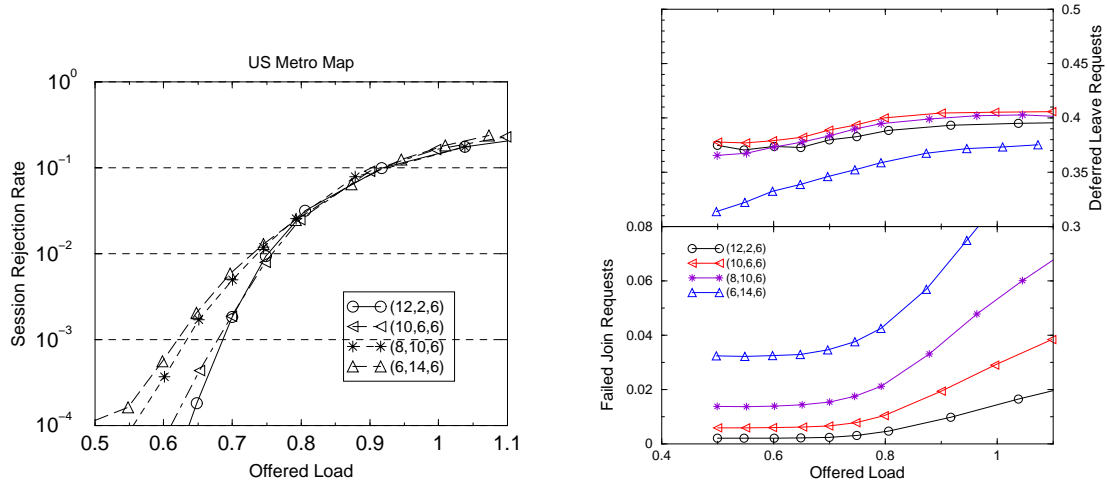 US Metro Map
Session Rejection Rate
10^0
10^-1
10^-2
10^-3
10^-4
(12,2,6)
(10,6,6)
(8,10,6)
(6,14,6)
0.5 0.6 0.7 0.8 0.9 1.0 1.1
Offered Load
0.5
0.45
0.4
0.35
0.3
Deferred Leave Requests
Failed Join Requests
0.08
0.06
0.04
0.02
0
(12,2,6)
(10,6,6)
(8,10,6)
(6,14,6)
0.4 0.6 0.8 1
Offered Load